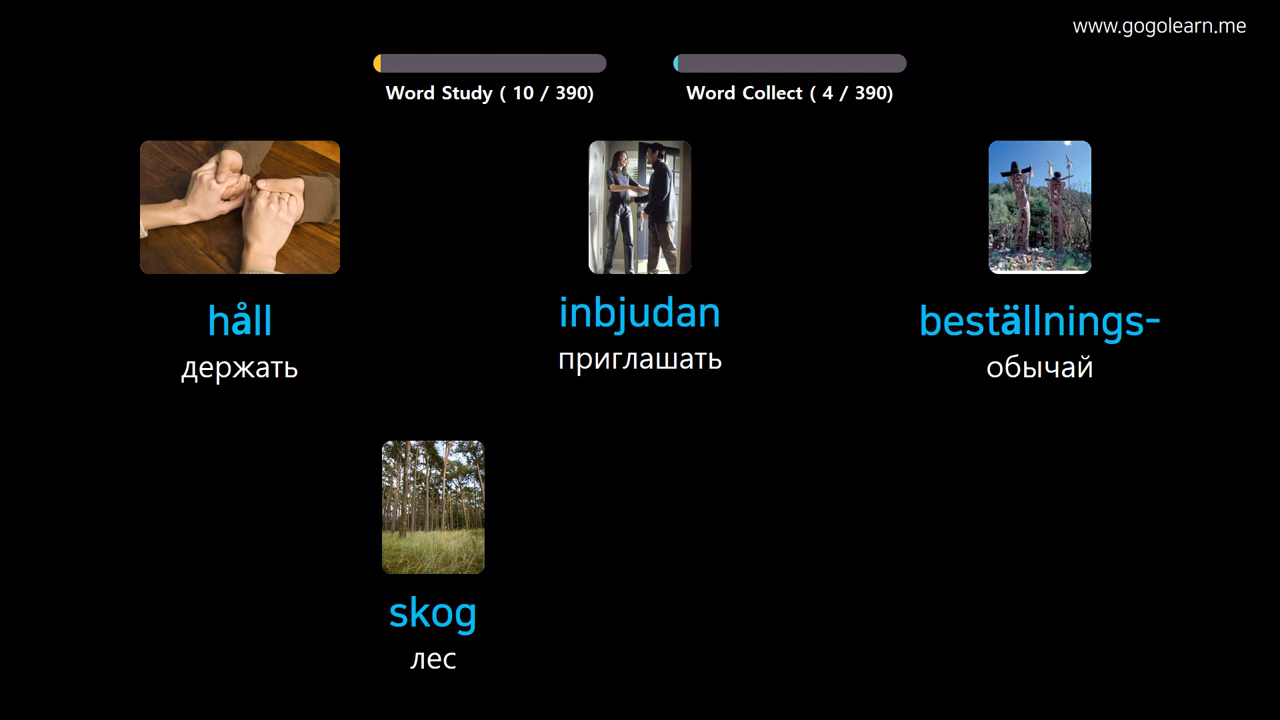 www.gogolearn.me
Word Study ( 10 / 390)
Word Collect ( 4 / 390)
håll
держать
inbjudan
приглашать
beställnings-
обычай
skog
лес